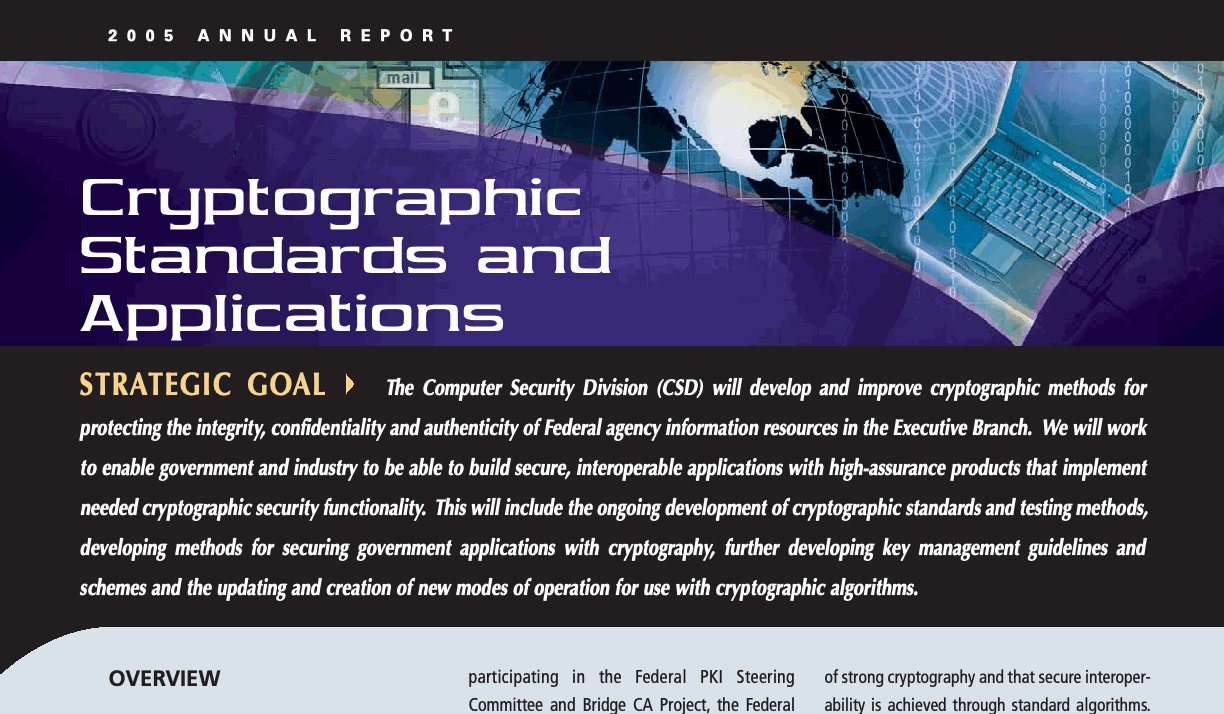 2005 ANNUAL REPORT
mail
e
Cryptographic
Standards and
Applications
STRATEGIC GOAL The Computer Security Division (CSD) will develop and improve cryptographic methods for
protecting the integrity, confidentiality and authenticity of Federal agency information resources in the Executive Branch. We will work
to enable government and industry to be able to build secure, interoperable applications with high-assurance products that implement
needed cryptographic security functionality. This will include the ongoing development of cryptographic standards and testing methods,
developing methods for securing government applications with cryptography, further developing key management guidelines and
schemes and the updating and creation of new modes of operation for use with cryptographic algorithms.
OVERVIEW
participating in the Federal PKI Steering
Committee and Bridge CA Project, the Federal
of strong cryptography and that secure interoper-
ability is achieved through standard algorithms.